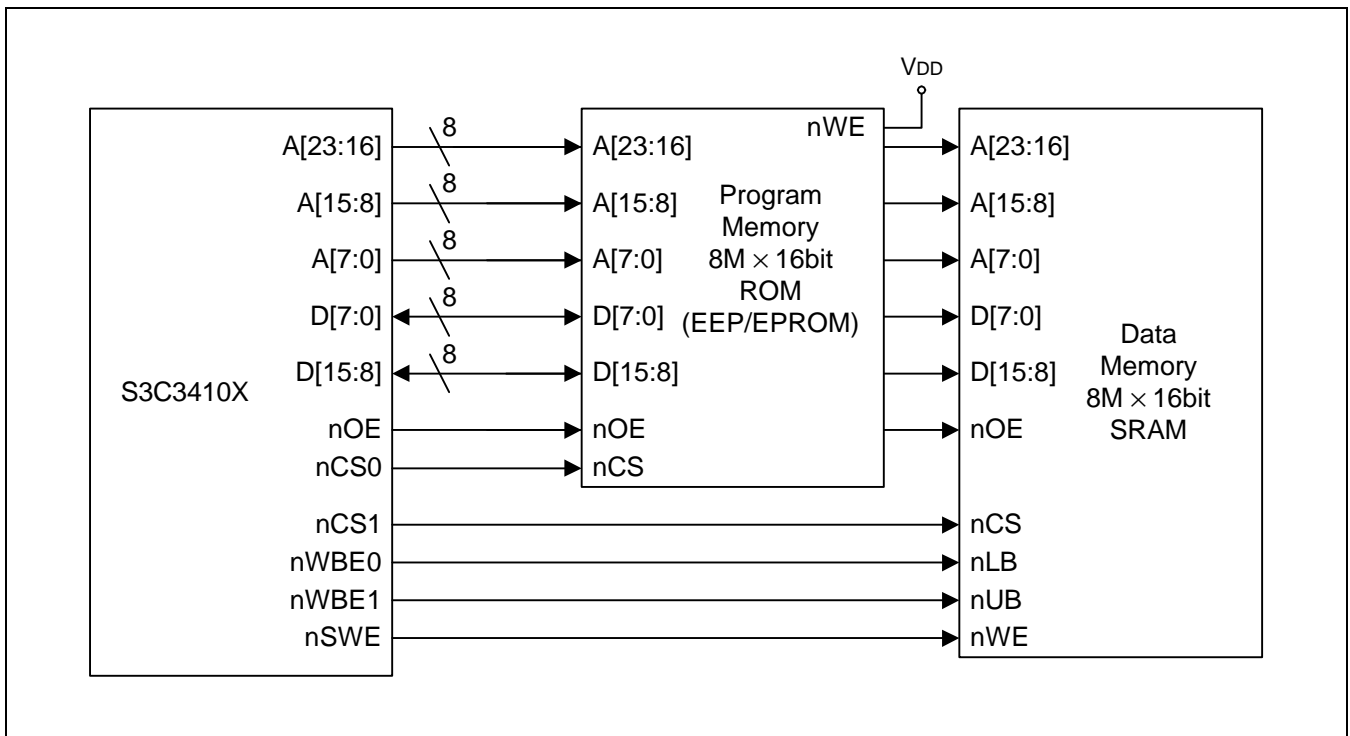 VDD
S3C3410X
A[23:16]
A[15:8]
A[7:0]
D[7:0]
D[15:8]
nOE
nCS0
nCS1
nWBE0
nWBE1
nSWE
8
8
8
8
8
nWE
A[23:16]
A[15:8]
A[7:0]
D[7:0]
D[15:8]
nOE
nCS
Program
Memory
8M × 16bit
ROM
(EEP/EPROM)
A[23:16]
A[15:8]
A[7:0]
D[7:0]
D[15:8]
nOE
nCS
nLB
nUB
nWE
Data
Memory
8M × 16bit
SRAM